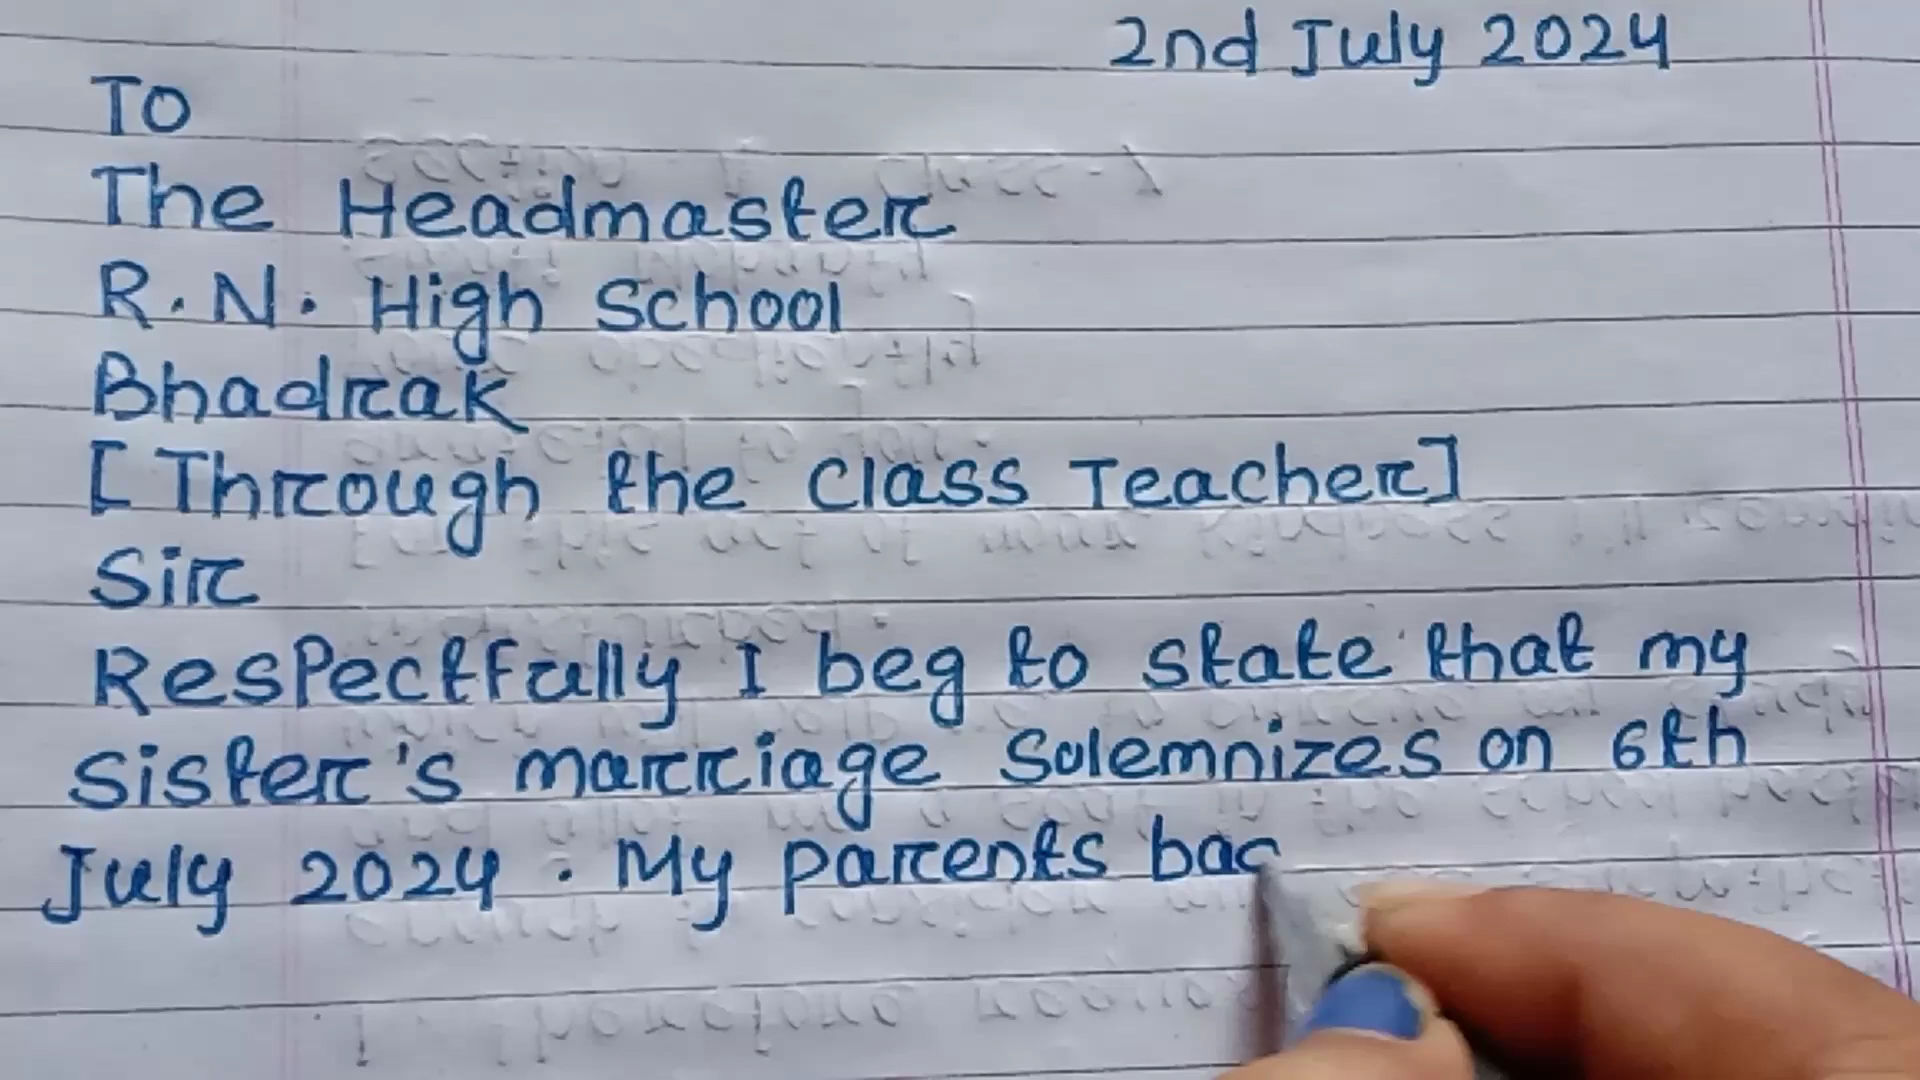 2nd July 2024
TO
The Headmaster
R.N. High School
Bhadrak
[Through the Class Teacher]
Sir
Respectfully I beg to state that my
sister's marriage Solemnizes on 6th
July 2024. My parents